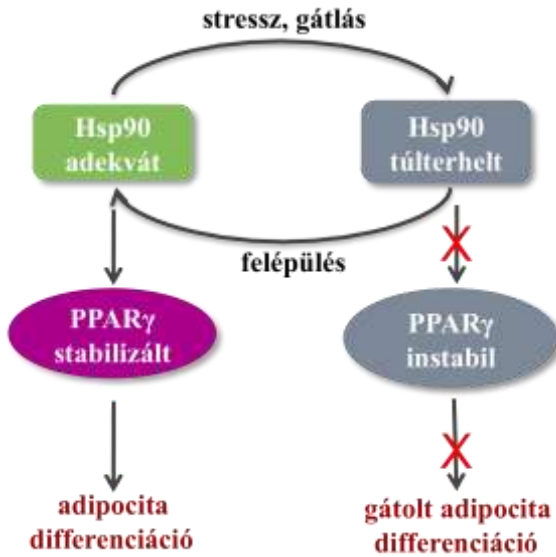 stressz, gátlás
Hsp90
adekvát
Hsp90
túlterhelt
felépülés
PPARγ
stabilizált
PPARγ
instabil
adipocita
differenciáció
gátolt adipocita
differenciáció